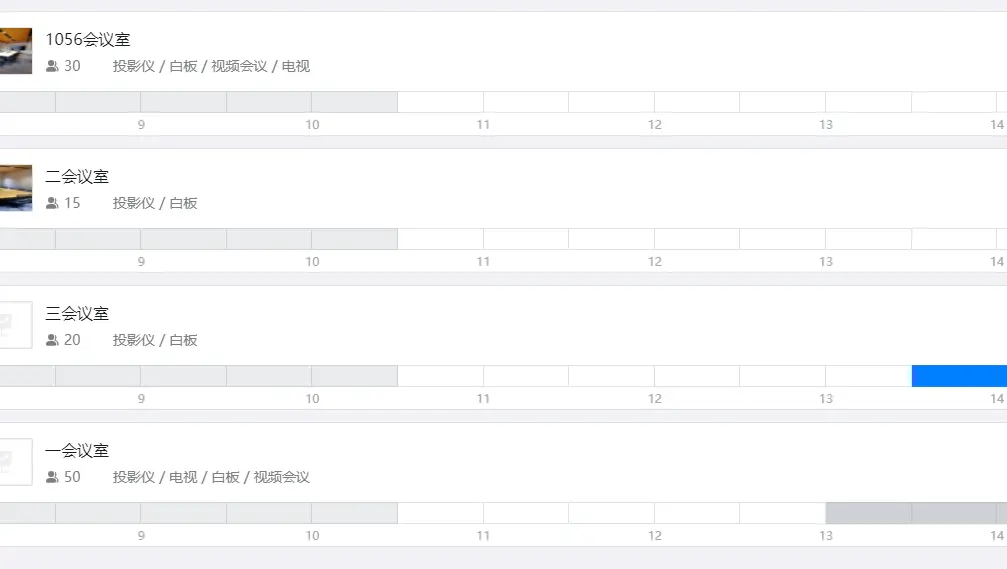 1056会议室
30 投影仪 / 白板 / 视频会议 / 电视
9 10 11 12 13 14
二会议室
15 投影仪 / 白板
9 10 11 12 13 14
三会议室
20 投影仪 / 白板
9 10 11 12 13 14
一会议室
50 投影仪 / 电视 / 白板 / 视频会议
9 10 11 12 13 14